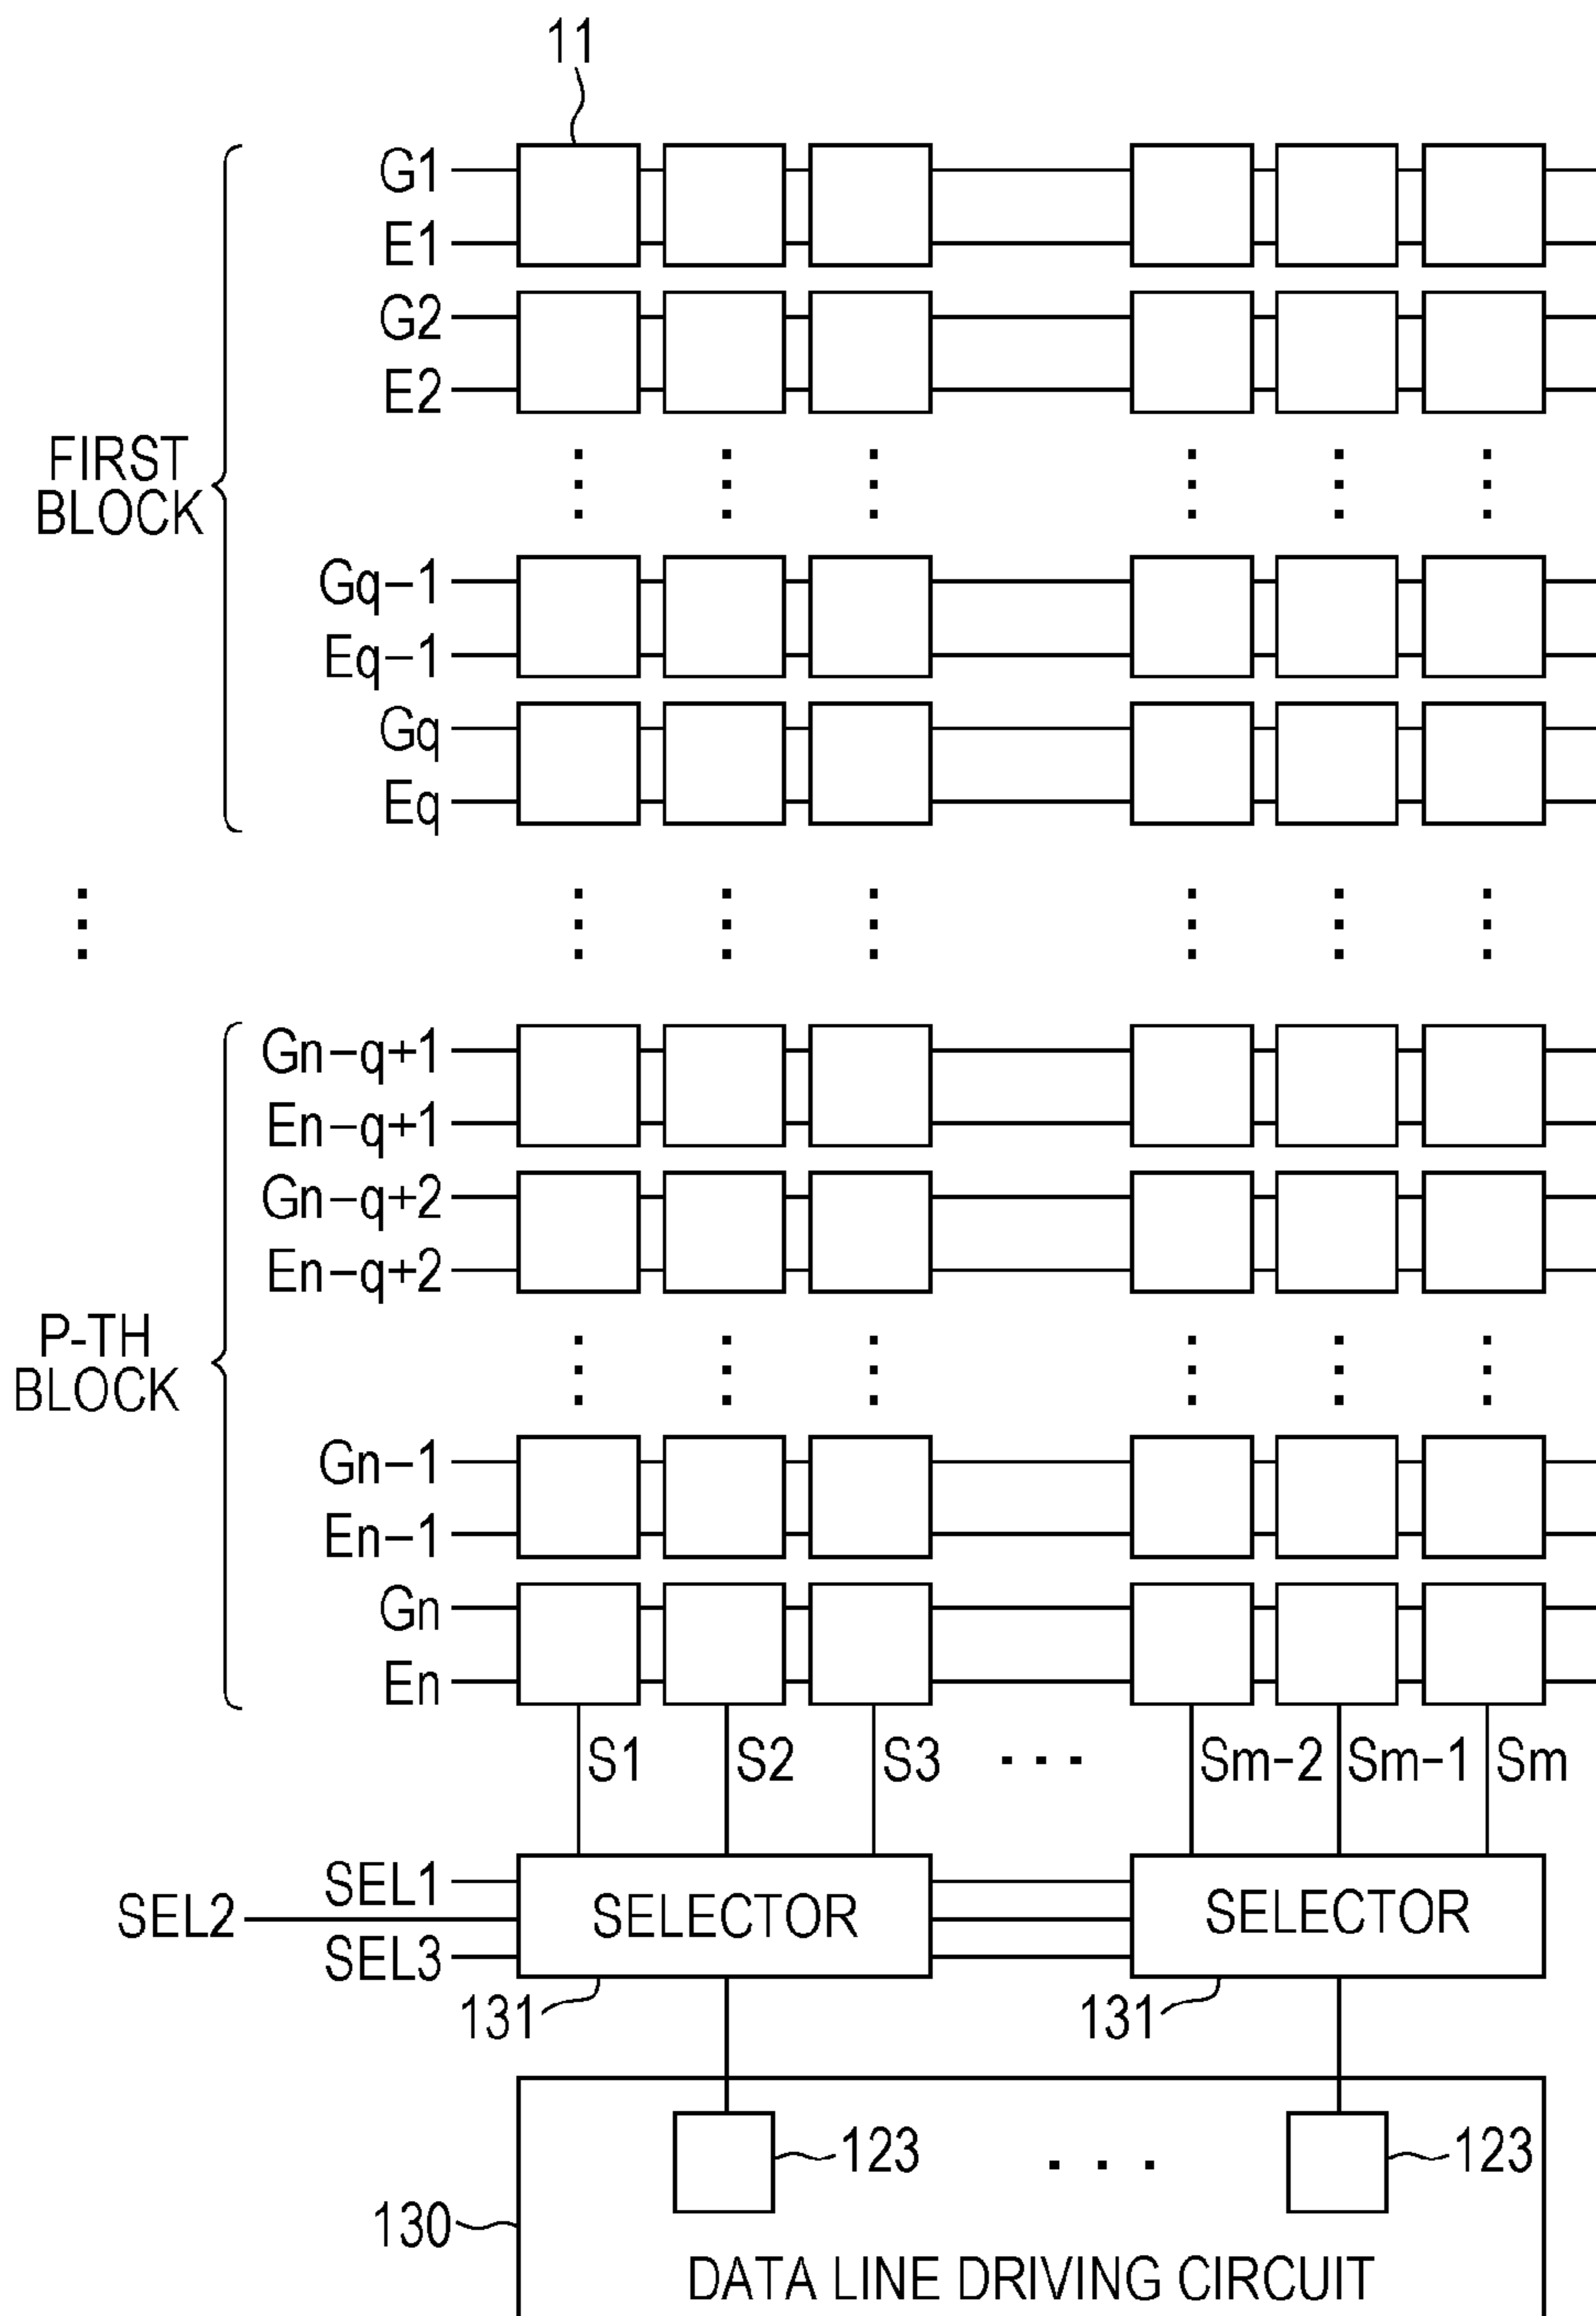 11
G1
E1
G2
E2
FIRST
BLOCK
Gq-1
Eq-1
Gq
Eq
Gn-q+1
En-q+1
Gn-q+2
En-q+2
P-TH
BLOCK
Gn-1
En-1
Gn
En
S1 S2 S3 ... Sm-2 Sm-1 Sm
SEL1
SEL2
SEL3
SELECTOR SELECTOR
131 131
123 ... 123
130
DATA LINE DRIVING CIRCUIT